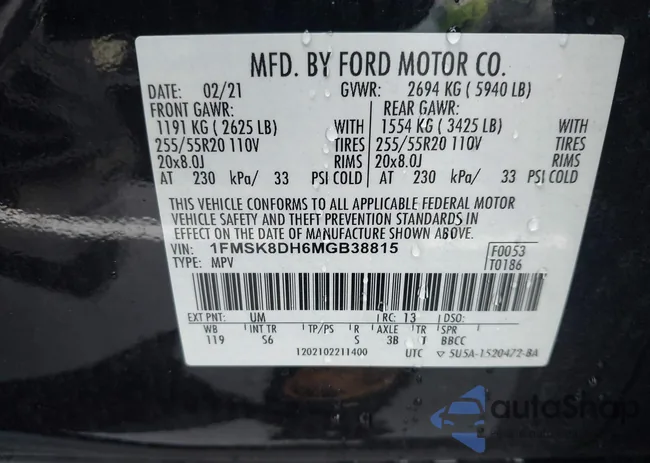 MFD. BY FORD MOTOR CO.
DATE: 02/21 GVWR: 2694 KG ( 5940 LB)
FRONT GAWR: REAR GAWR:
1191 KG ( 2625 LB) WITH 1554 KG ( 3425 LB) WITH
255/55R20 110V TIRES 255/55R20 110V TIRES
20x8.0J RIMS 20x8.0J RIMS
AT 230 kPa/ 33 PSI COLD AT 230 kPa/ 33 PSI COLD
THIS VEHICLE CONFORMS TO ALL APPLICABLE FEDERAL MOTOR
VEHICLE SAFETY AND THEFT PREVENTION STANDARDS IN
EFFECT ON THE DATE OF MANUFACTURE SHOWN ABOVE.
VIN: 1FMSK8DH6MGB38815 F0053
TYPE: MPV T0186
EXT PNT: UM RC: 13 DSO:
WB INT TR TP/PS R AXLE TR SPR
119 S6 S 3B T BBCC
1202102211400 UTC ▽ 5U5A-1520472-BA
autoShop